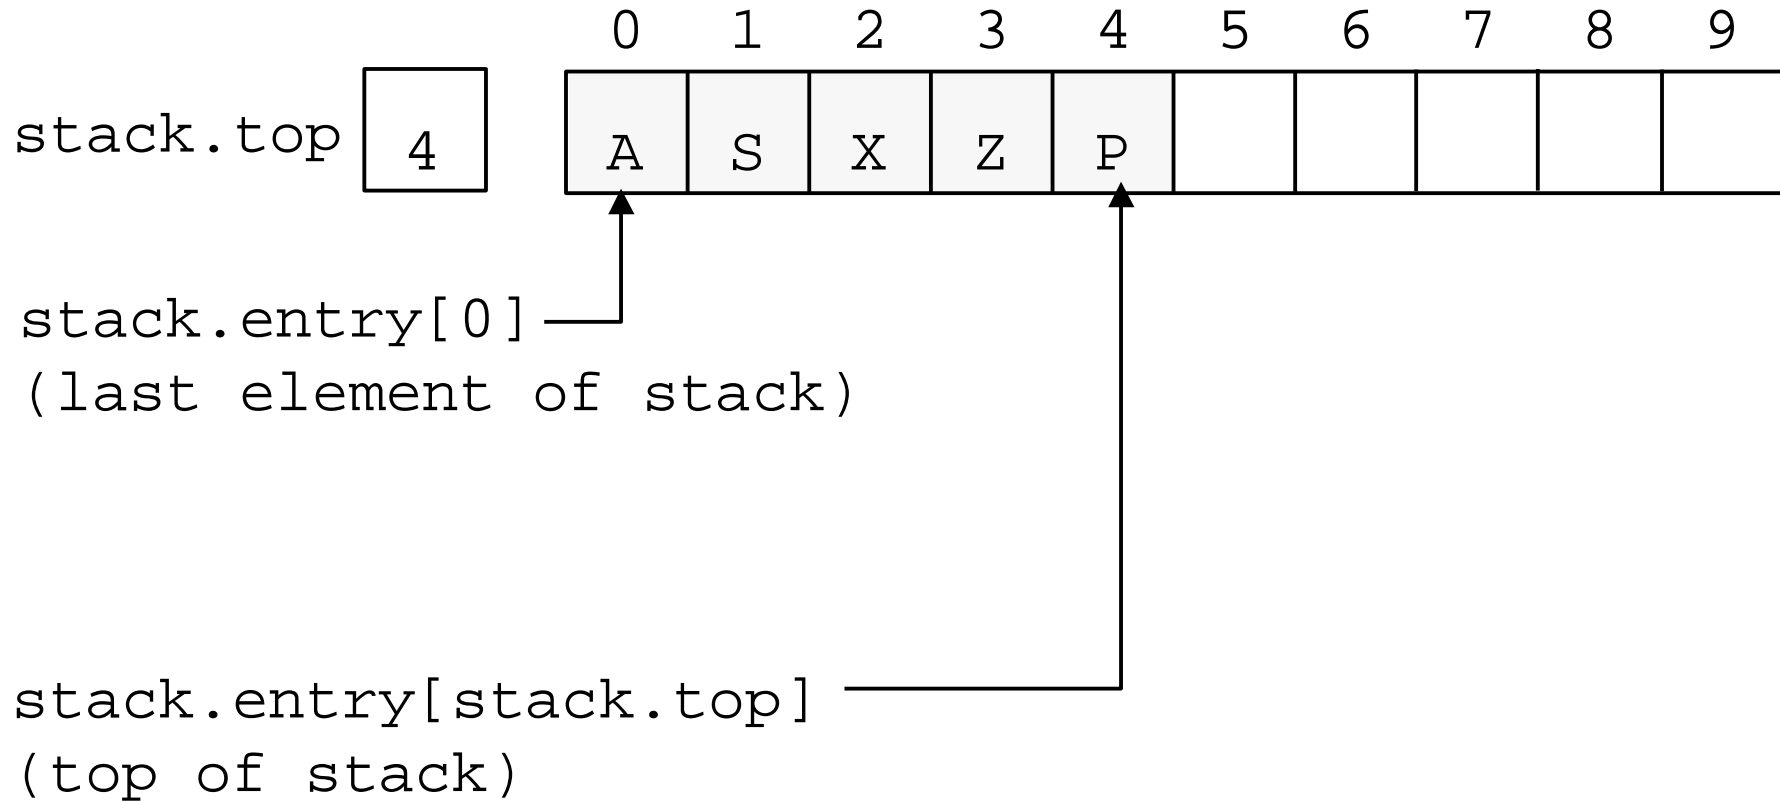 0 1 2 3 4 5 6 7 8 9
stack.top 4 A S X Z P
stack.entry[0]
(last element of stack)
stack.entry[stack.top]
(top of stack)